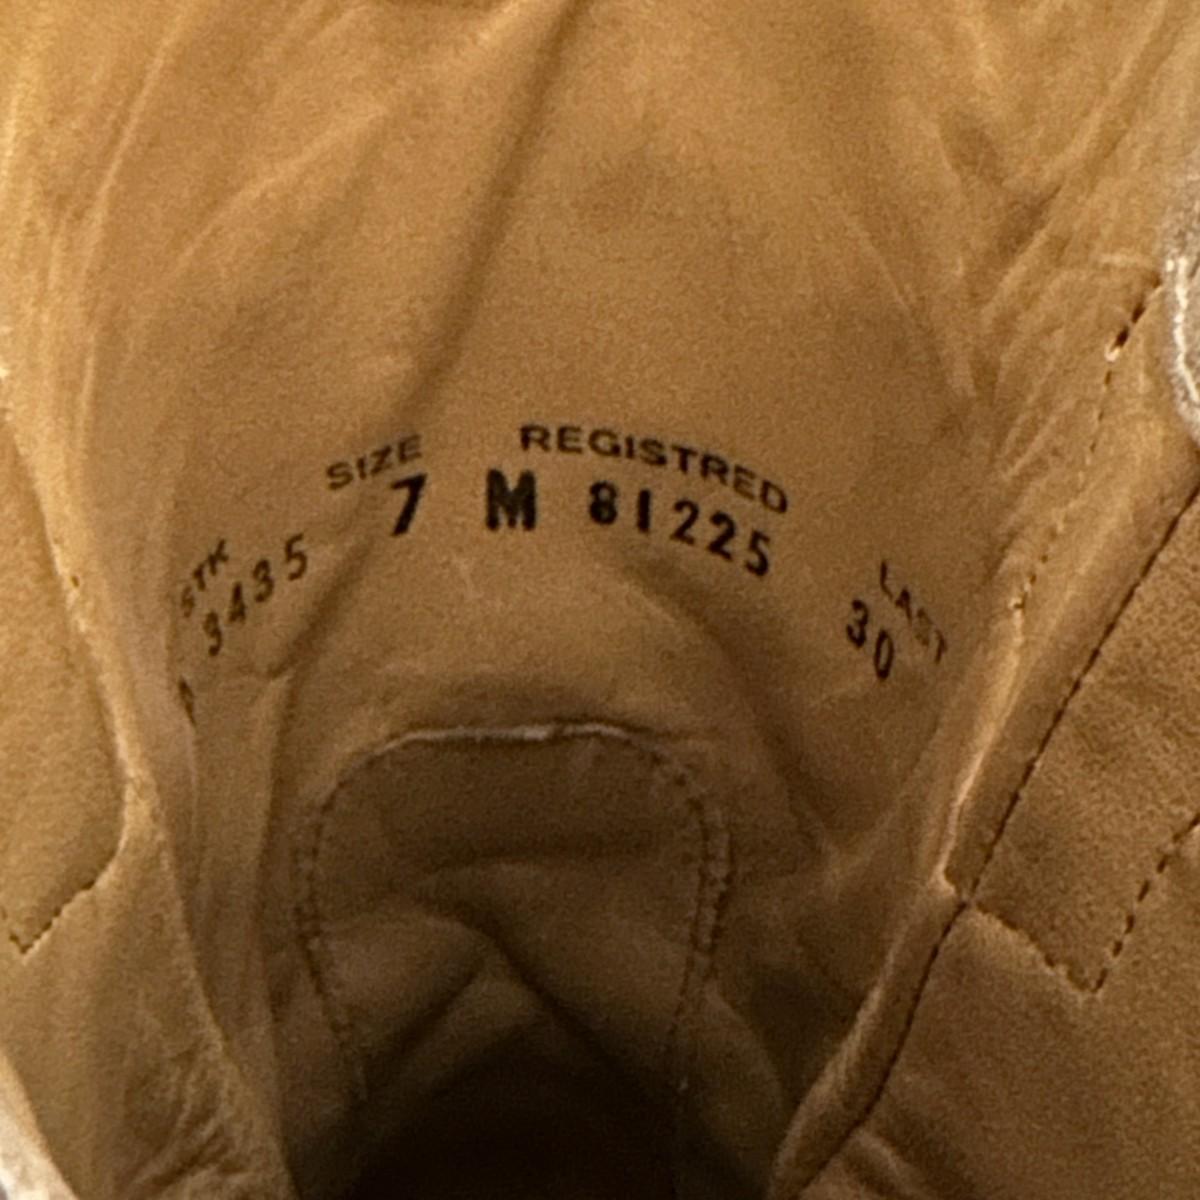 STK SIZE REGISTRED LAST
3435 7 M 81225 30